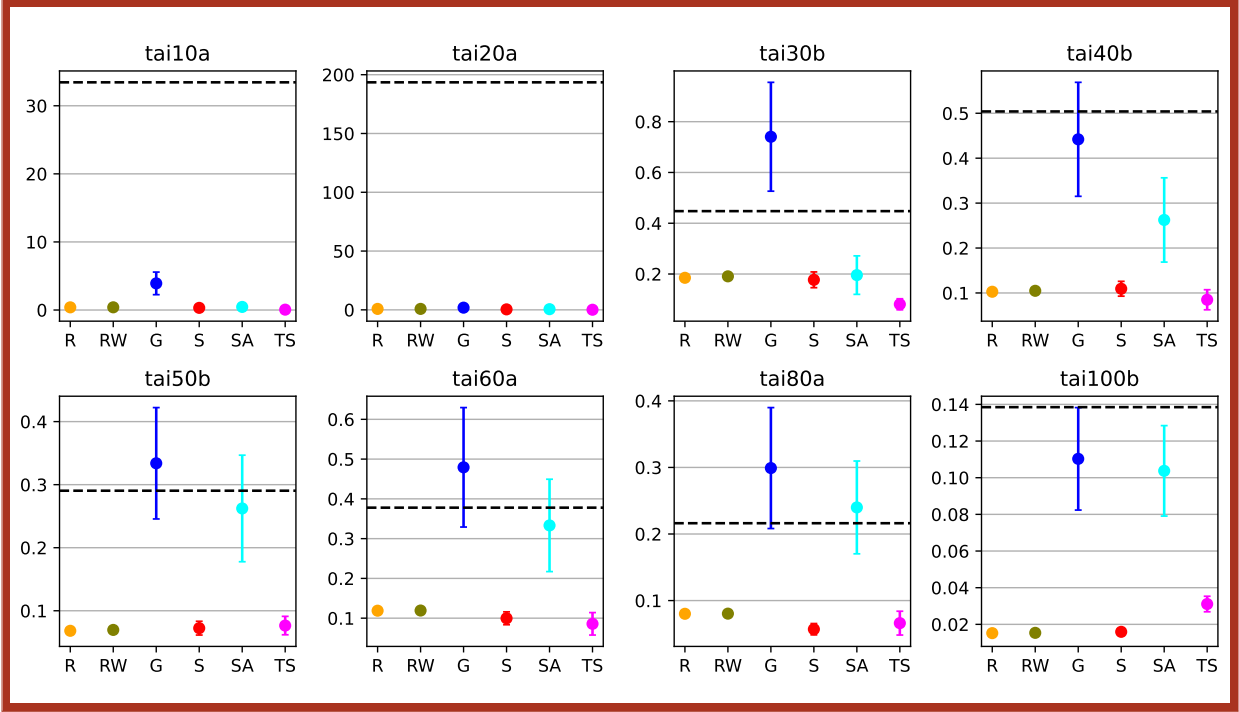 tai10a
30
20
10
0
R RW G S SA TS
tai20a
200
150
100
50
0
R RW G S SA TS
tai30b
0.8
0.6
0.4
0.2
R RW G S SA TS
tai40b
0.5
0.4
0.3
0.2
0.1
R RW G S SA TS
tai50b
0.4
0.3
0.2
0.1
R RW G S SA TS
tai60a
0.6
0.5
0.4
0.3
0.2
0.1
R RW G S SA TS
tai80a
0.4
0.3
0.2
0.1
R RW G S SA TS
tai100b
0.14
0.12
0.10
0.08
0.06
0.04
0.02
R RW G S SA TS